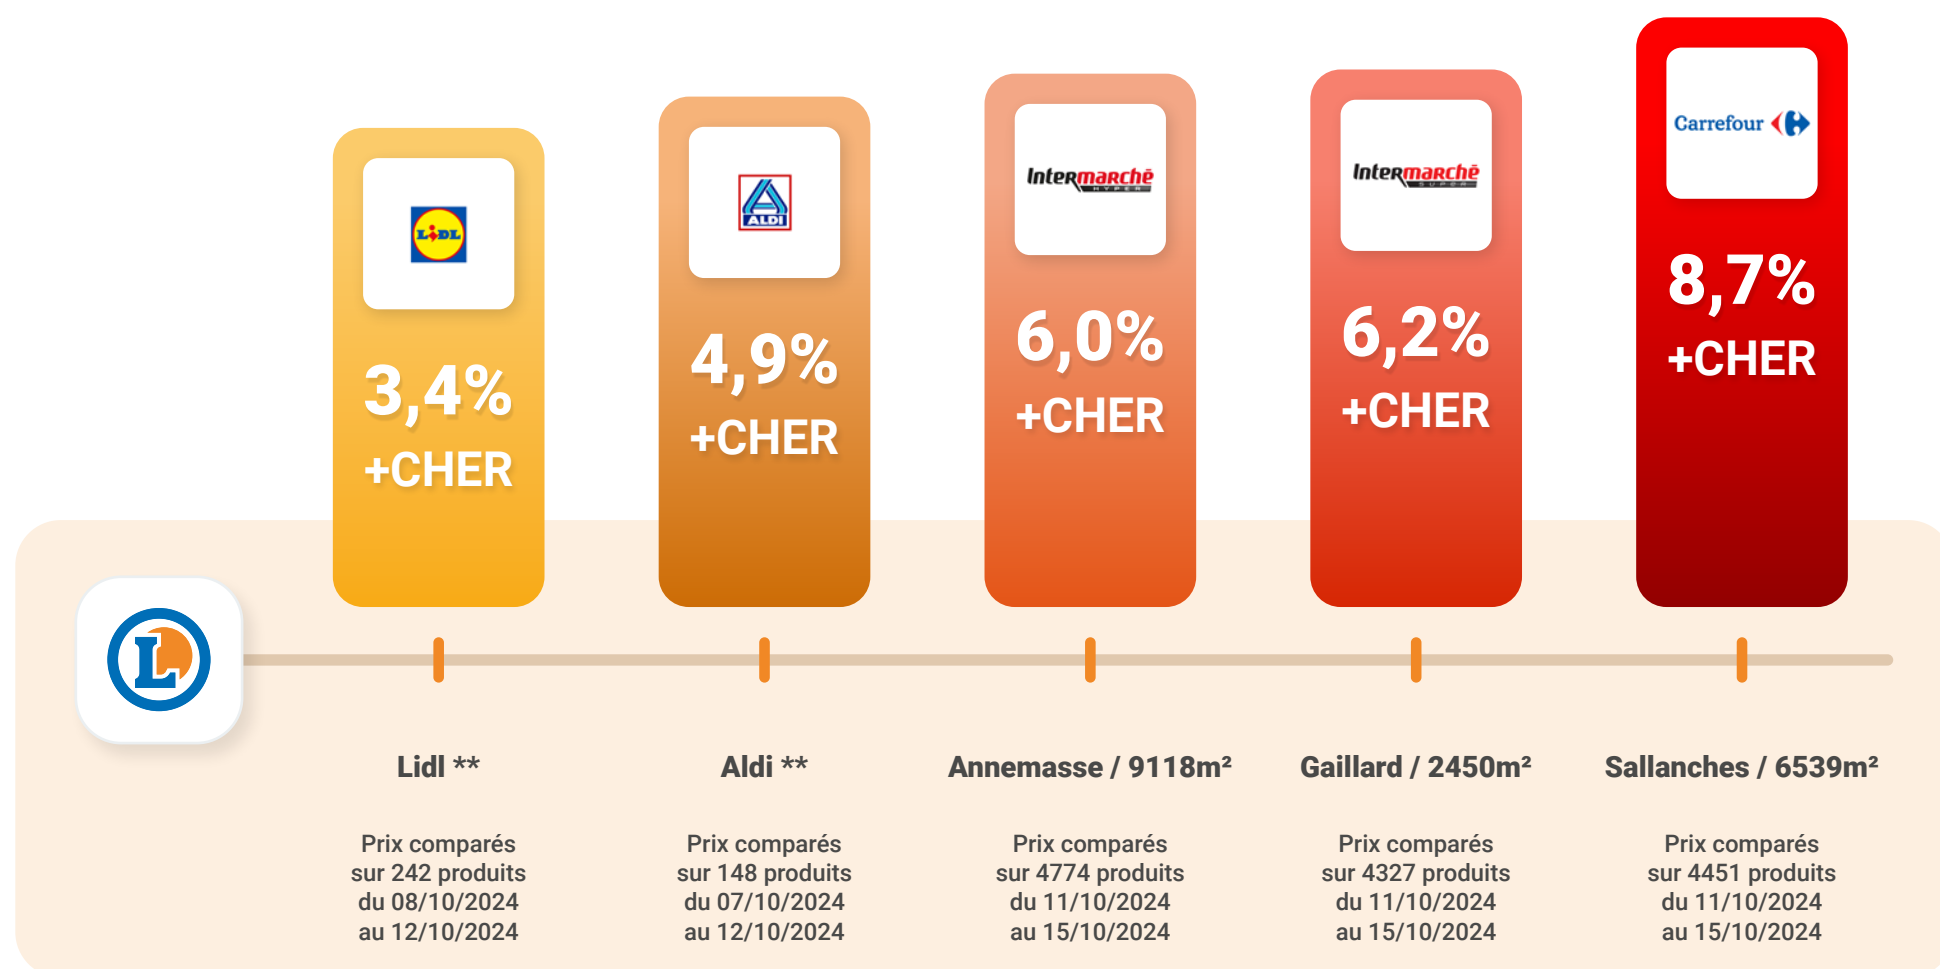 LiDL
3,4%
+CHER
ALDI
4,9%
+CHER
Intermarchē
HYPER
6,0%
+CHER
Intermarchē
SUPER
6,2%
+CHER
Carrefour
8,7%
+CHER
L
Lidl **
Prix comparés
sur 242 produits
du 08/10/2024
au 12/10/2024
Aldi **
Prix comparés
sur 148 produits
du 07/10/2024
au 12/10/2024
Annemasse / 9118m²
Prix comparés
sur 4774 produits
du 11/10/2024
au 15/10/2024
Gaillard / 2450m²
Prix comparés
sur 4327 produits
du 11/10/2024
au 15/10/2024
Sallanches / 6539m²
Prix comparés
sur 4451 produits
du 11/10/2024
au 15/10/2024